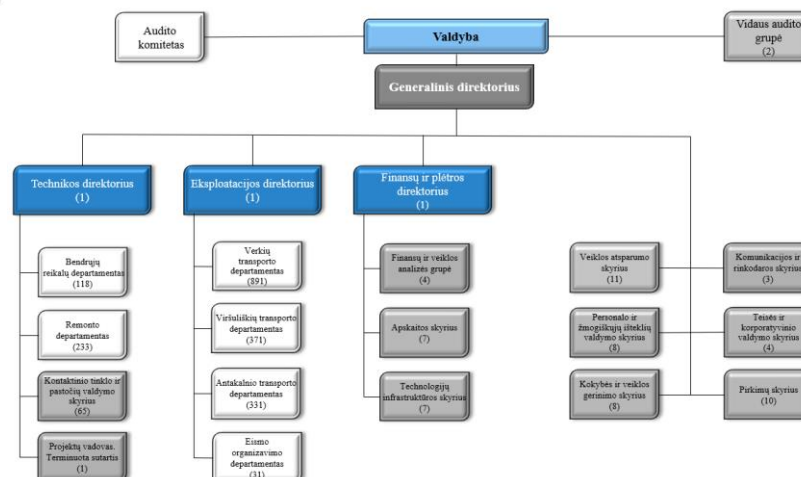 Audito
komitetas
Valdyba
Vidaus audito
grupė
(2)
Generalinis direktorius
Technikos direktorius
(1)
Eksploatacijos direktorius
(1)
Finansų ir plėtros
direktorius
(1)
Bendrųjų
reikalų departamentas
(118)
Remonto
departamentas
(233)
Kontaktinio tinklo ir
pastočių valdymo
skyrius
(65)
Projektų vadovas.
Terminuota sutartis
(1)
Verkių
transporto
departamentas
(891)
Viršuliškių transporto
departamentas
(371)
Antakalnio transporto
departamentas
(331)
Eismo
organizavimo
departamentas
(31)
Finansų ir veiklos
analizės grupė
(4)
Apskaitos skyrius
(7)
Technologijų
infrastruktūros skyrius
(7)
Veiklos atsparumo
skyrius
(11)
Personalo ir
žmogiškųjų išteklių
valdymo skyrius
(8)
Kokybės ir veiklos
gerinimo skyrius
(8)
Komunikacijos ir
rinkodaros skyrius
(3)
Teisės ir
korporatyvinio
valdymo skyrius
(4)
Pirkimų skyrius
(10)